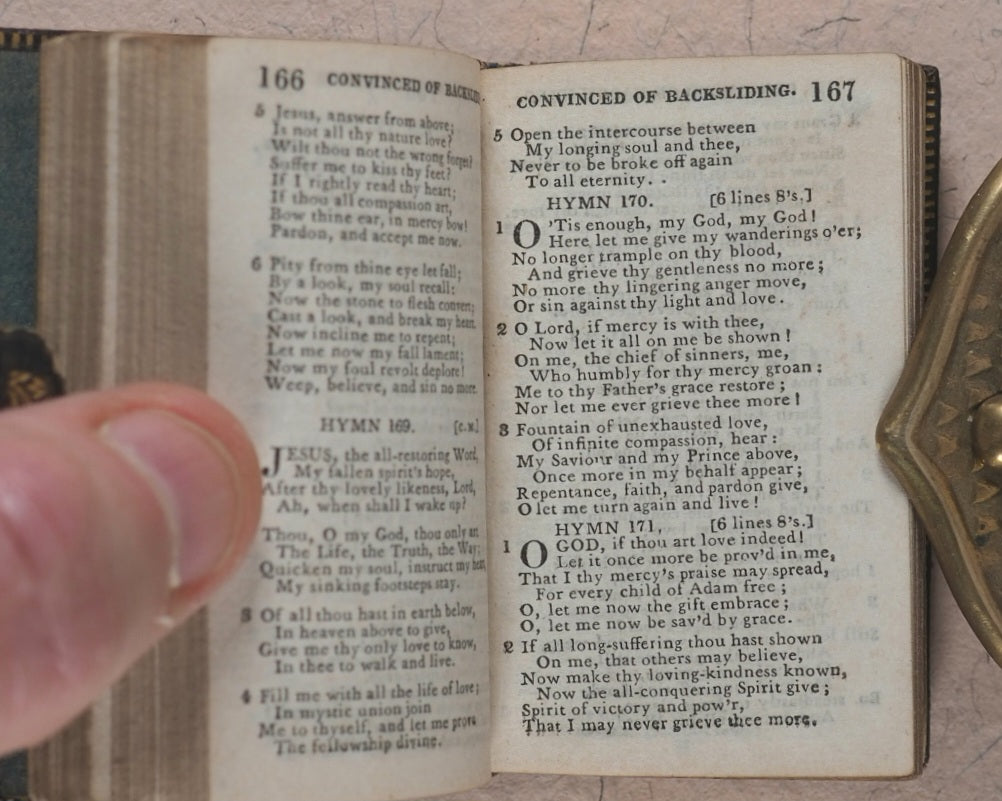 166 CONVINCED OF BACKSLID
5 Jesus, answer from above;
Is not all thy nature love?
Wilt thou not the wrong forget?
Suffer me to kiss thy feet?
If I rightly read thy heart;
If thou all compassion art,
Bow thine ear, in mercy bow!
Pardon, and accept me now.
6 Pity from thine eye let fall;
By a look, my soul recall;
Now the stone to flesh convert;
Cast a look, and break my heart.
Now incline me to repent;
Let me now my fall lament;
Now my foul revolt deplore!
Weep, believe, and sin no more.
HYMN 169. [C.M.]
JESUS, the all-restoring Word,
My fallen spirit's hope,
After thy lovely likeness, Lord,
Ah, when shall I wake up?
Thou, O my God, thou only art
The Life, the Truth, the Way;
Quicken my soul, instruct my heart,
My sinking footsteps stay.
3 Of all thou hast in earth below,
In heaven above to give,
Give me thy only love to know,
In thee to walk and live.
4 Fill me with all the life of love;
In mystic union join
Me to thyself, and let me prove
The fellowship divine.
CONVINCED OF BACKSLIDING. 167
5 Open the intercourse between
My longing soul and thee,
Never to be broke off again
To all eternity. .
HYMN 170. [6 lines 8's.]
1 O 'Tis enough, my God, my God!
Here let me give my wanderings o'er;
No longer trample on thy blood,
And grieve thy gentleness no more;
No more thy lingering anger move,
Or sin against thy light and love.
2 O Lord, if mercy is with thee,
Now let it all on me be shown!
On me, the chief of sinners, me,
Who humbly for thy mercy groan:
Me to thy Father's grace restore;
Nor let me ever grieve thee more!
3 Fountain of unexhausted love,
Of infinite compassion, hear:
My Saviour and my Prince above,
Once more in my behalf appear;
Repentance, faith, and pardon give,
O let me turn again and live!
HYMN 171, [6 lines 8's.]
1 O GOD, if thou art love indeed!
Let it once more be prov'd in me,
That I thy mercy's praise may spread,
For every child of Adam free;
O, let me now the gift embrace;
O, let me now be sav'd by grace.
2 If all long-suffering thou hast shown
On me, that others may believe,
Now make thy loving-kindness known,
Now the all-conquering Spirit give;
Spirit of victory and pow'r,
That I may never grieve thee more.